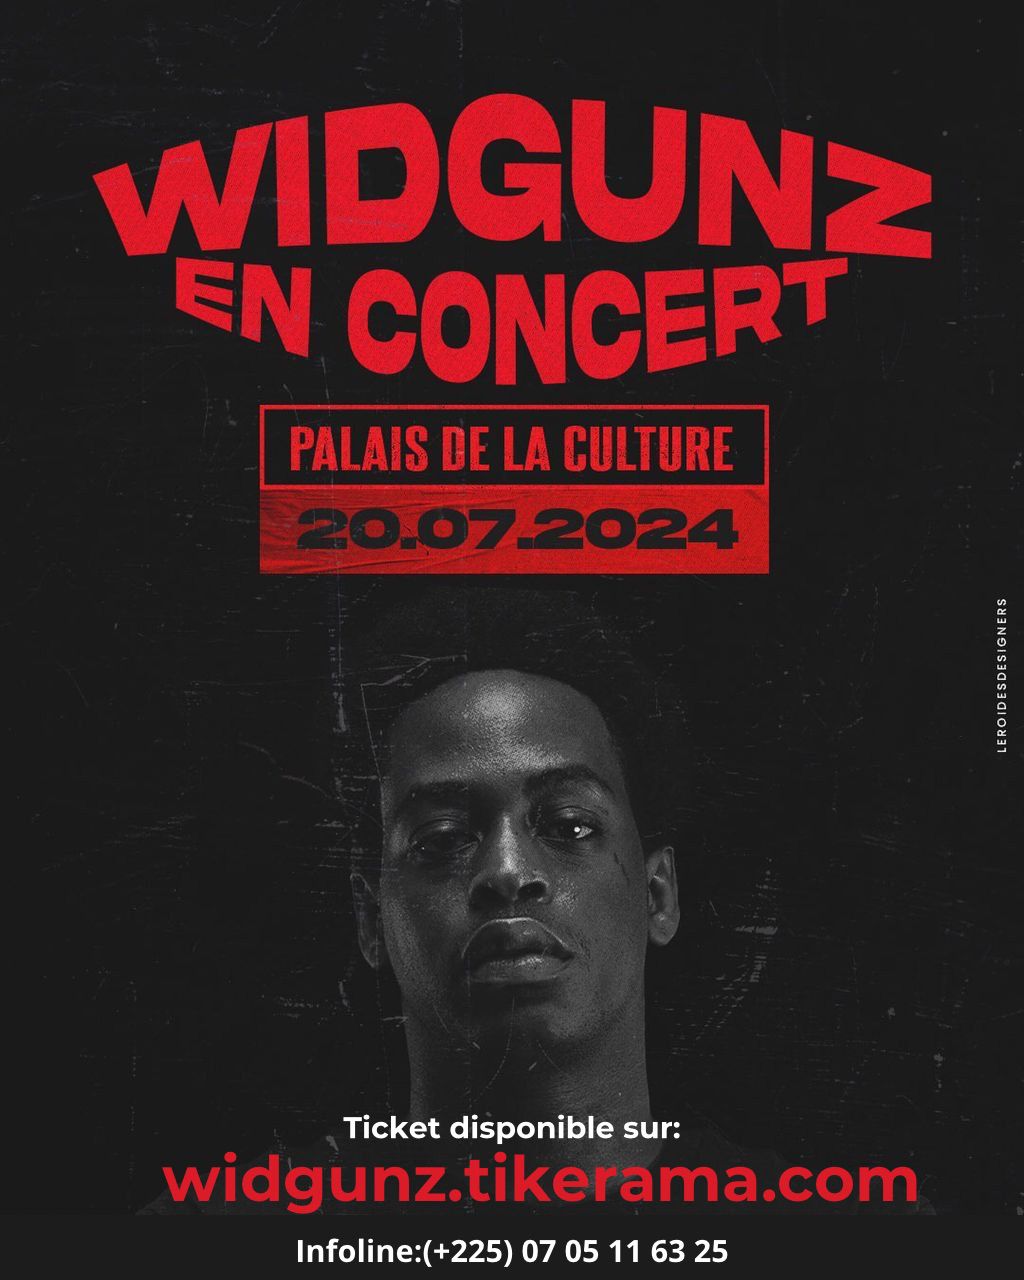 WIDGUNZ
EN CONCERT
PALAIS DE LA CULTURE
20.07.2024
LEROIDESDESIGNERS
Ticket disponible sur:
widgunz.tikerama.com
Infoline:(+225) 07 05 11 63 25